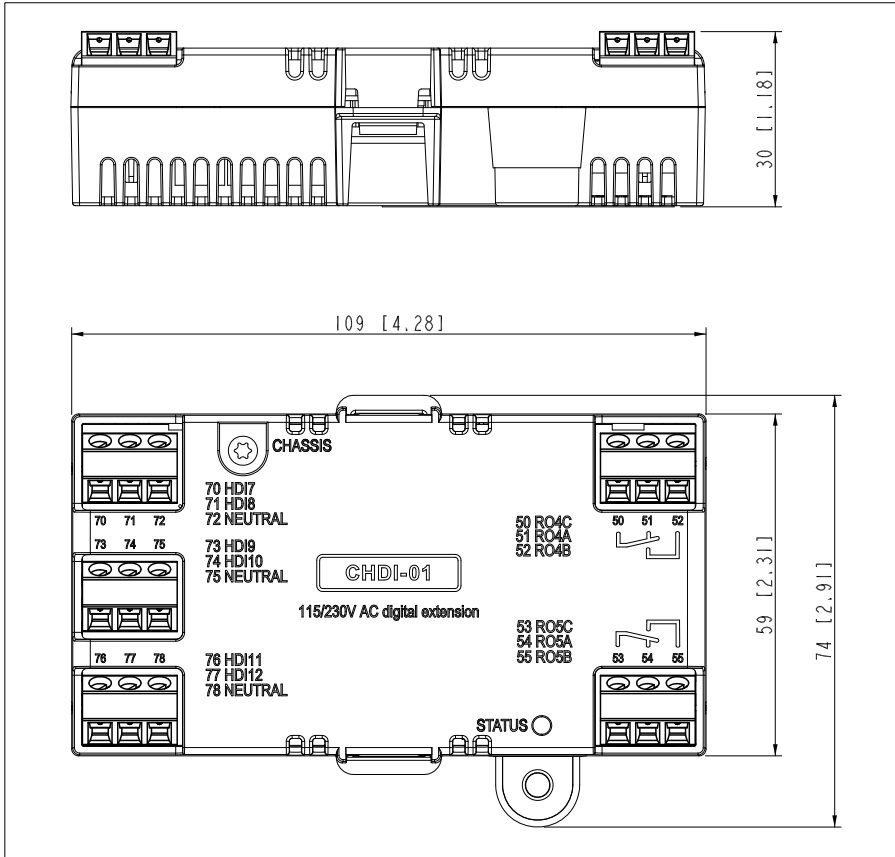 30 [1.18]
109 [4.28]
CHASSIS
70 HDI7
71 HDI8
72 NEUTRAL
70 71 72
50 RO4C
51 RO4A
52 RO4B
50 51 52
73 74 75
73 HDI9
74 HDI10
75 NEUTRAL
CHDI-01
115/230V AC digital extension
59 [2.31]
74 [2.91]
53 RO5C
54 RO5A
55 RO5B
53 54 55
76 77 78
76 HDI11
77 HDI12
78 NEUTRAL
STATUS